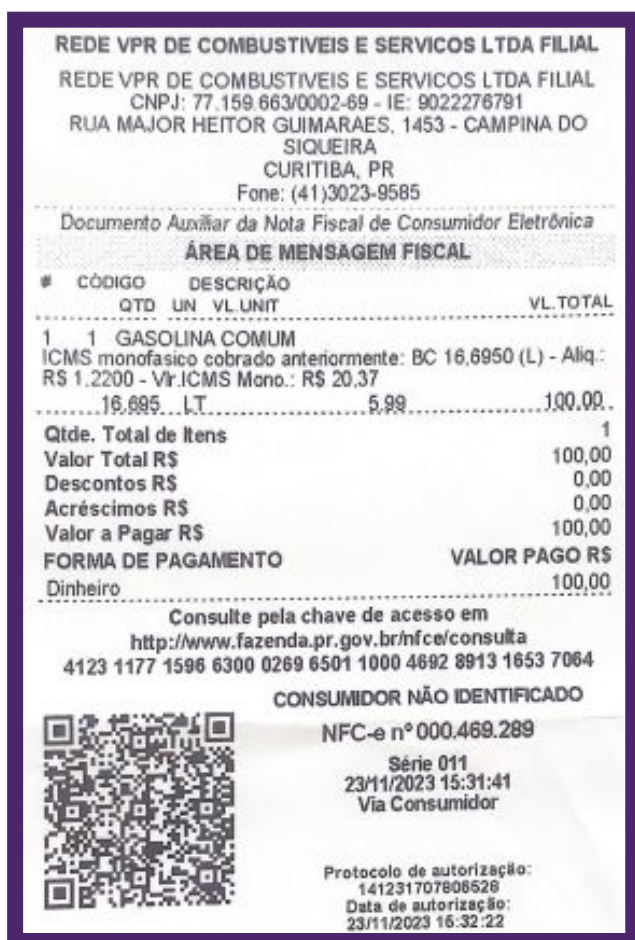 REDE VPR DE COMBUSTIVEIS E SERVICOS LTDA FILIAL
REDE VPR DE COMBUSTIVEIS E SERVICOS LTDA FILIAL
CNPJ: 77.159.663/0002-69 - IE: 9022276791
RUA MAJOR HEITOR GUIMARAES, 1453 - CAMPINA DO
SIQUEIRA
CURITIBA, PR
Fone: (41)3023-9585
Documento Auxiliar da Nota Fiscal de Consumidor Eletrônica
ÁREA DE MENSAGEM FISCAL
# CÓDIGO DESCRIÇÃO
QTD UN VL.UNIT VL.TOTAL
1 1 GASOLINA COMUM
ICMS monofasico cobrado anteriormente: BC 16,6950 (L) - Aliq.:
R$ 1.2200 - Vlr.ICMS Mono.: R$ 20,37
16.695 LT 5.99 100,00
Qtde. Total de Itens 1
Valor Total R$ 100,00
Descontos R$ 0,00
Acréscimos R$ 0,00
Valor a Pagar R$ 100,00
FORMA DE PAGAMENTO VALOR PAGO R$
Dinheiro 100,00
Consulte pela chave de acesso em
http://www.fazenda.pr.gov.br/nfce/consulta
4123 1177 1596 6300 0269 6501 1000 4692 8913 1653 7064
CONSUMIDOR NÃO IDENTIFICADO
NFC-e nº 000.469.289
Série 011
23/11/2023 15:31:41
Via Consumidor
Protocolo de autorização:
141231707806526
Data de autorização:
23/11/2023 15:32:22